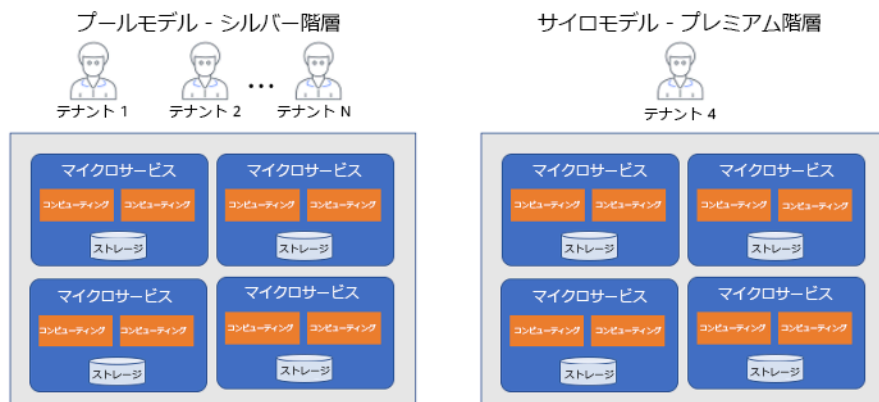 プールモデル - シルバー階層
テナント 1
テナント 2
...
テナント N
マイクロサービス
コンピューティング コンピューティング
ストレージ
マイクロサービス
コンピューティング コンピューティング
ストレージ
マイクロサービス
コンピューティング コンピューティング
ストレージ
マイクロサービス
コンピューティング コンピューティング
ストレージ
サイロモデル - プレミアム階層
テナント 4
マイクロサービス
コンピューティング コンピューティング
ストレージ
マイクロサービス
コンピューティング コンピューティング
ストレージ
マイクロサービス
コンピューティング コンピューティング
ストレージ
マイクロサービス
コンピューティング コンピューティング
ストレージ